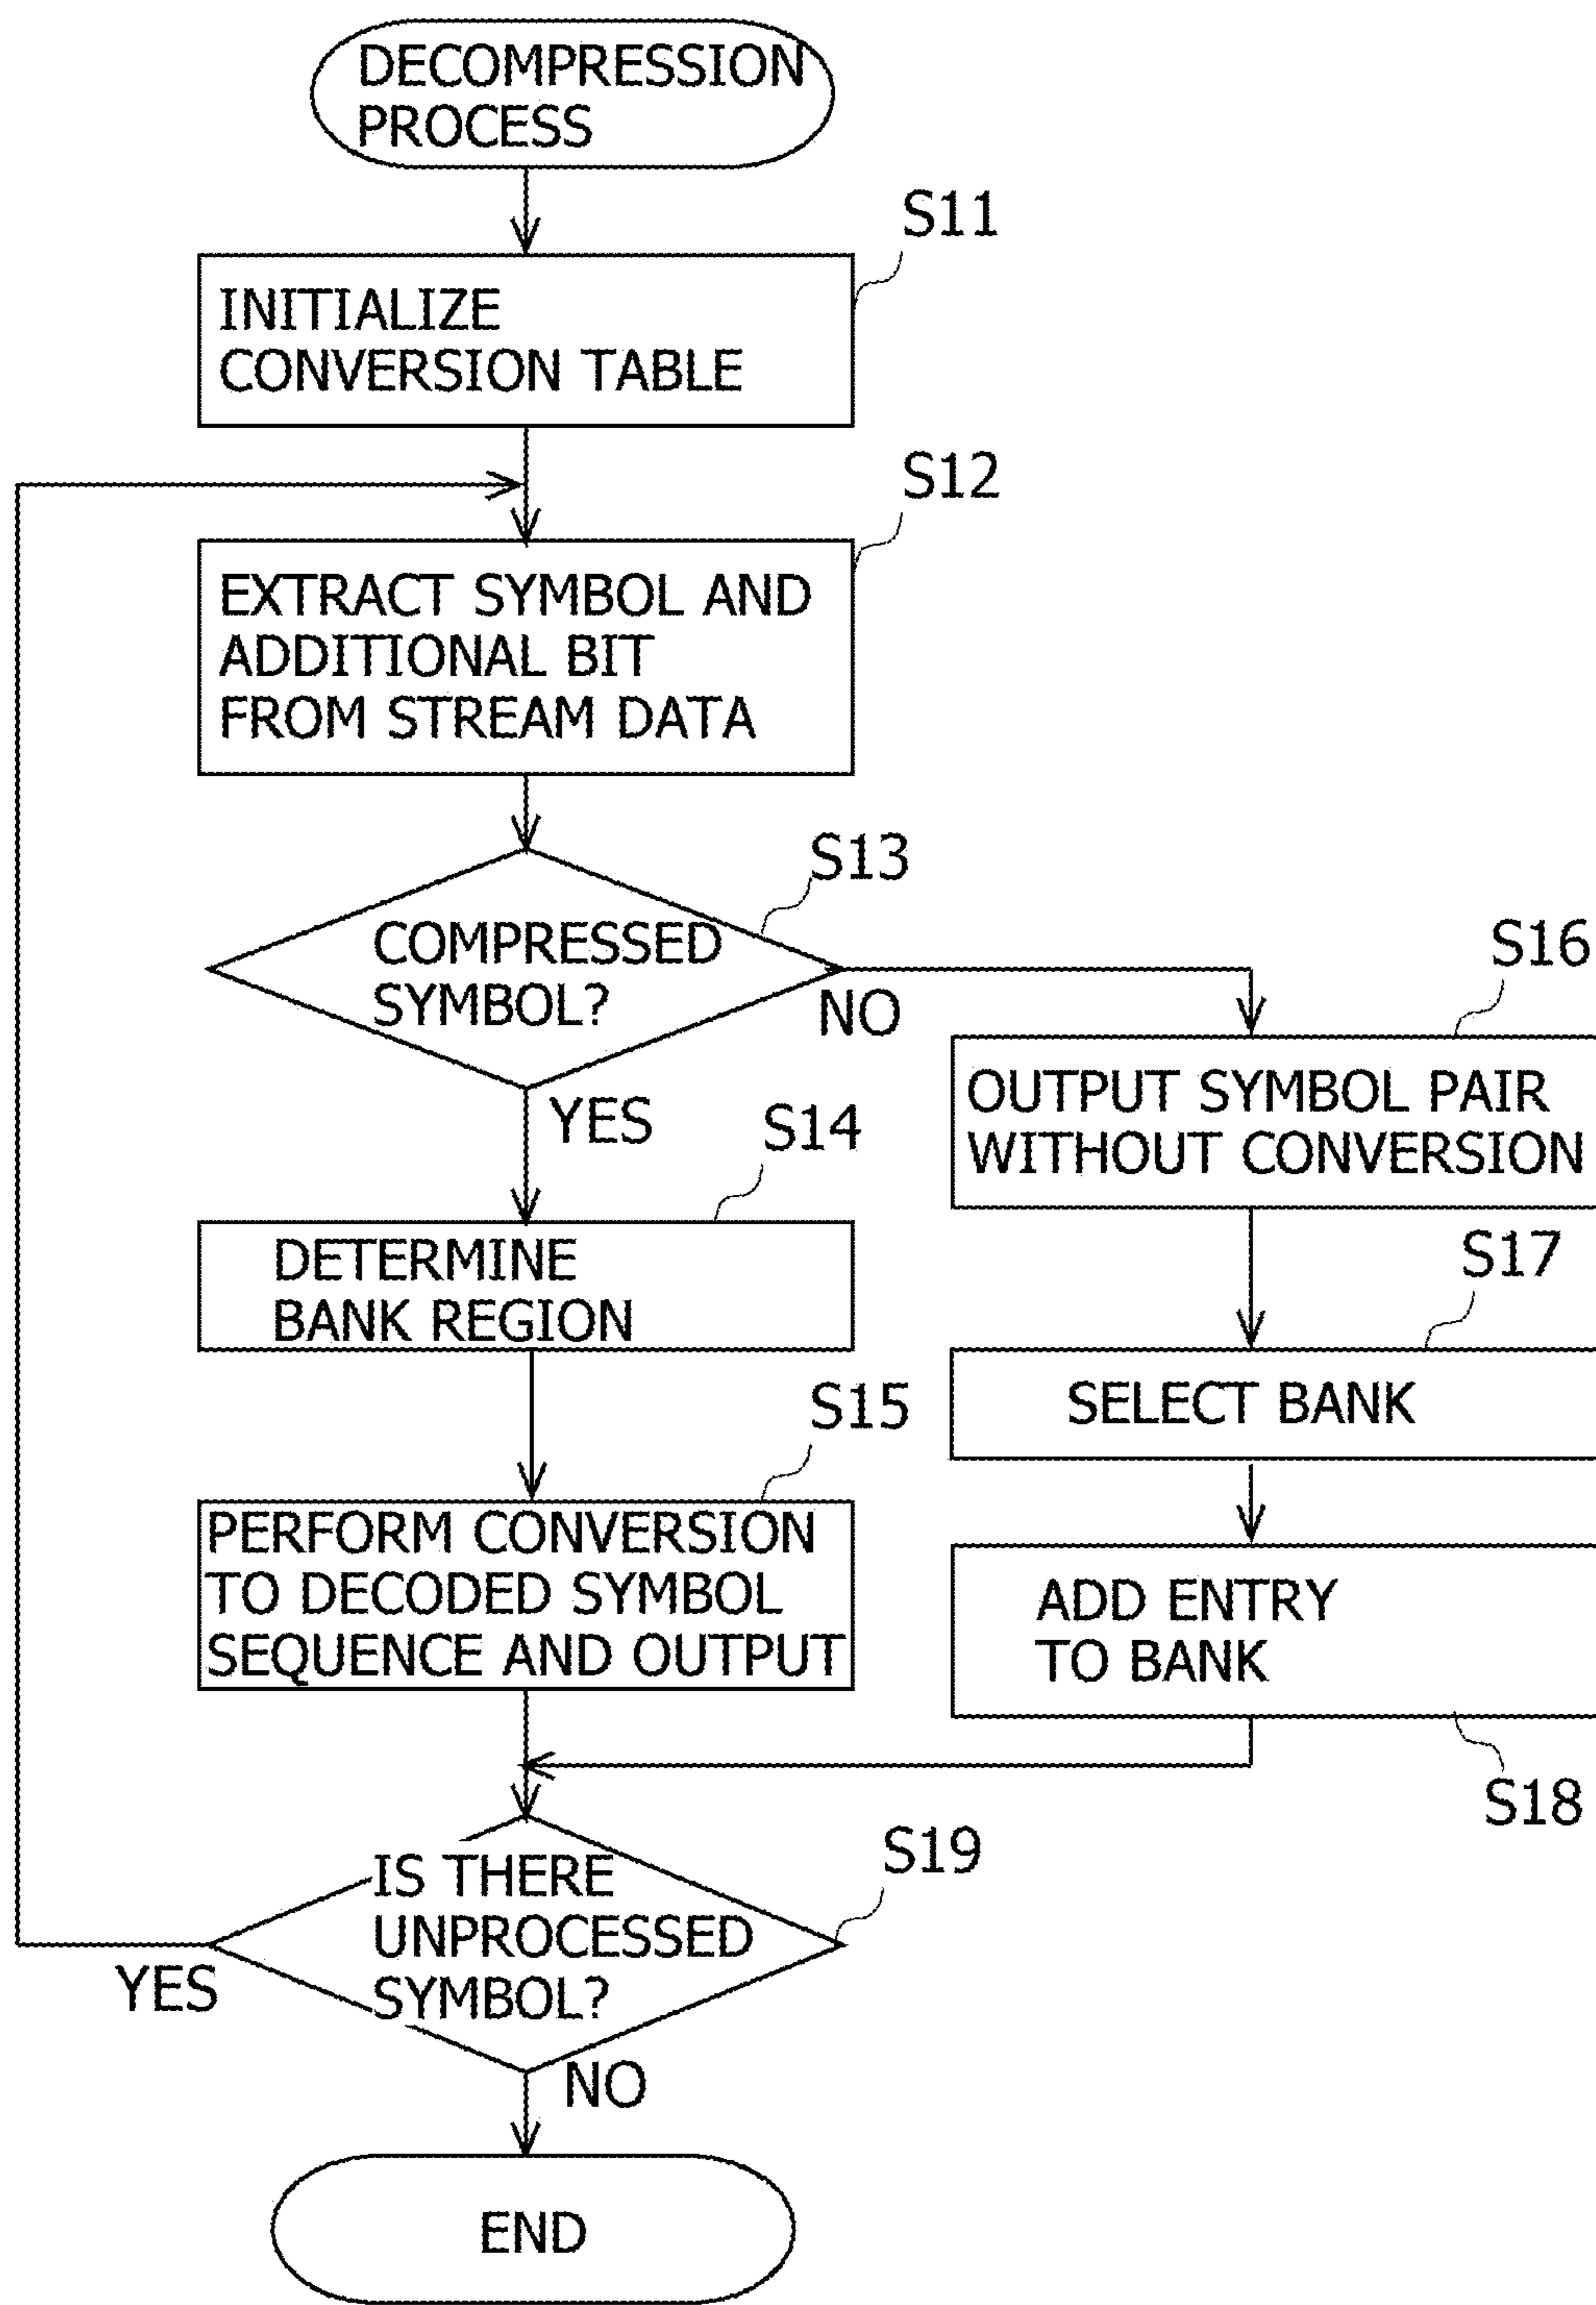 DECOMPRESSION
PROCESS
S11
INITIALIZE
CONVERSION TABLE
S12
EXTRACT SYMBOL AND
ADDITIONAL BIT
FROM STREAM DATA
S13
COMPRESSED
SYMBOL?
NO
YES
S14
DETERMINE
BANK REGION
S15
PERFORM CONVERSION
TO DECODED SYMBOL
SEQUENCE AND OUTPUT
S16
OUTPUT SYMBOL PAIR
WITHOUT CONVERSION
S17
SELECT BANK
ADD ENTRY
TO BANK
S18
S19
IS THERE
UNPROCESSED
SYMBOL?
YES
NO
END